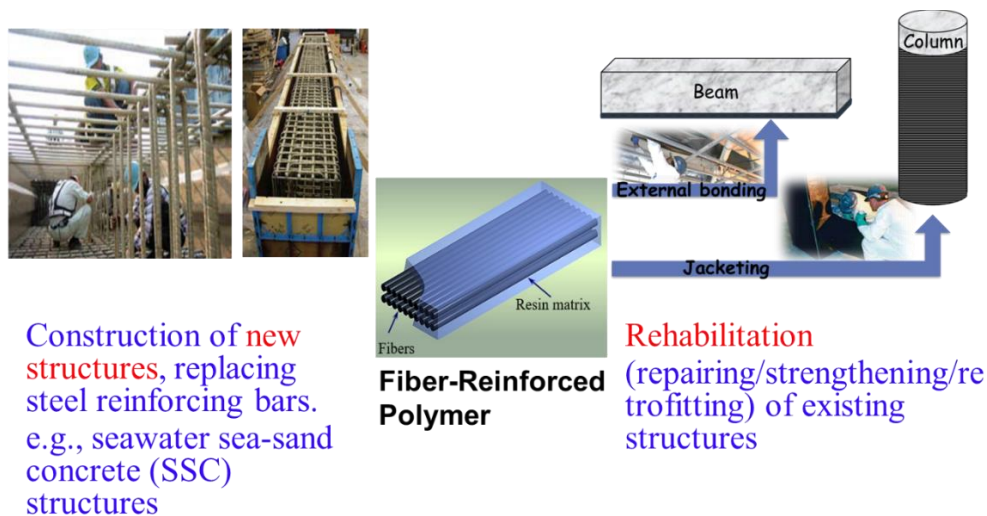 Construction of new
structures, replacing
steel reinforcing bars.
e.g., seawater sea-sand
concrete (SSC)
structures
Fibers
Resin matrix
Fiber-Reinforced
Polymer
Beam
Column
External bonding
Jacketing
Rehabilitation
(repairing/strengthening/re
trofitting) of existing
structures